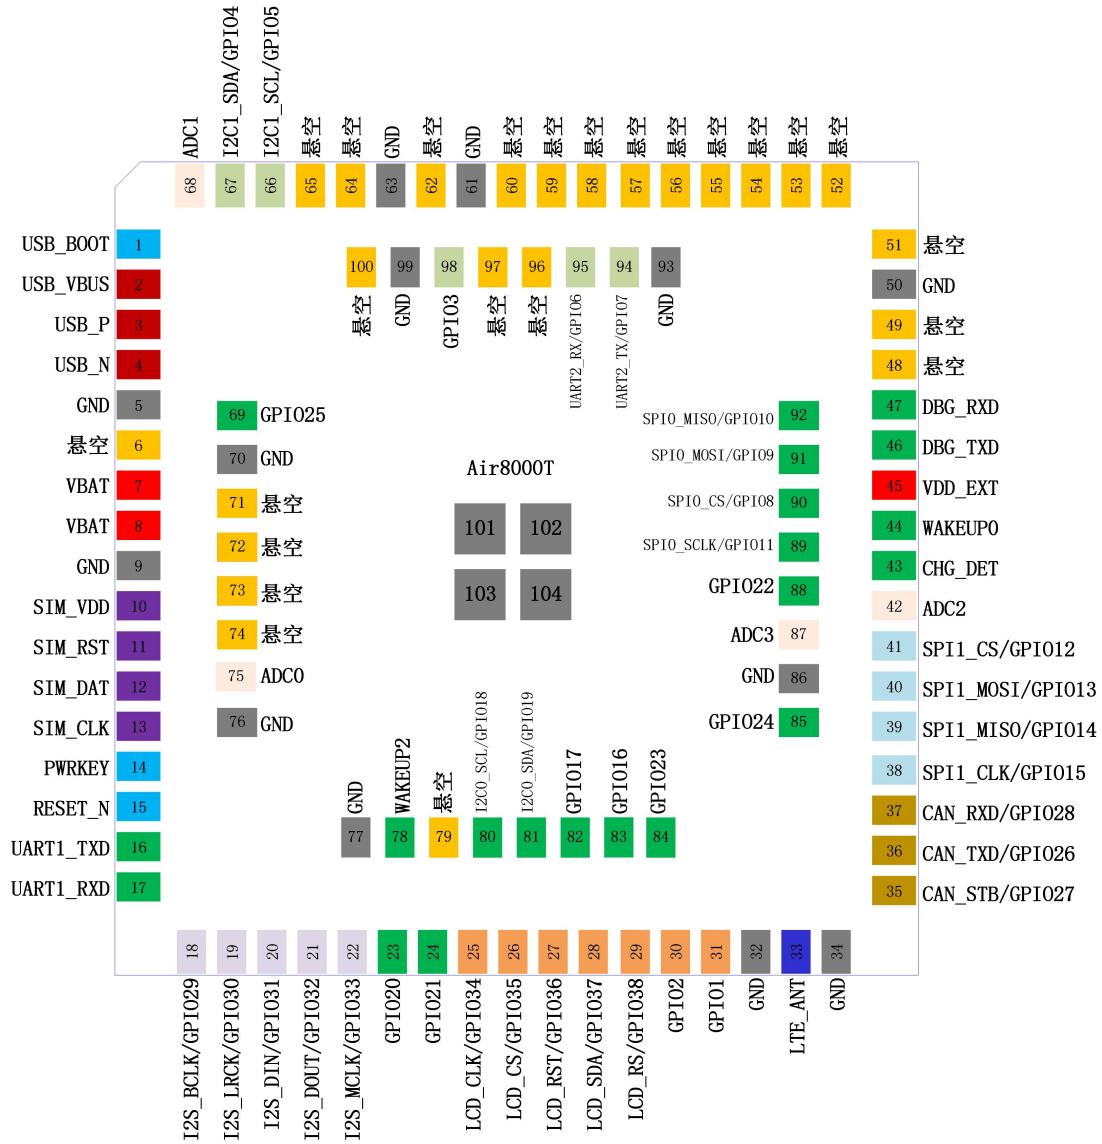 ADC1
I2C1_SDA/GPIO4
I2C1_SCL/GPIO5
悬空
悬空
GND
悬空
GND
悬空
悬空
悬空
悬空
悬空
悬空
悬空
悬空
悬空
68
67
66
65
64
63
62
61
60
59
58
57
56
55
54
53
52
USB_BOOT 1
USB_VBUS 2
USB_P 3
USB_N 4
GND 5
悬空 6
VBAT 7
VBAT 8
GND 9
SIM_VDD 10
SIM_RST 11
SIM_DAT 12
SIM_CLK 13
PWRKEY 14
RESET_N 15
UART1_TXD 16
UART1_RXD 17
100
99
98
97
96
95
94
93
悬空
GND
GPIO3
悬空
悬空
UART2_RX/GPIO6
UART2_TX/GPIO7
GND
69 GPIO25
70 GND
71 悬空
72 悬空
73 悬空
74 悬空
75 ADC0
76 GND
Air8000T
101 102
103 104
SPI0_MISO/GPIO10 92
SPI0_MOSI/GPIO9 91
SPI0_CS/GPIO8 90
SPI0_SCLK/GPIO11 89
GPIO22 88
ADC3 87
GND 86
GPIO24 85
51 悬空
50 GND
49 悬空
48 悬空
47 DBG_RXD
46 DBG_TXD
45 VDD_EXT
44 WAKEUP0
43 CHG_DET
42 ADC2
41 SPI1_CS/GPIO12
40 SPI1_MOSI/GPIO13
39 SPI1_MISO/GPIO14
38 SPI1_CLK/GPIO15
37 CAN_RXD/GPIO28
36 CAN_TXD/GPIO26
35 CAN_STB/GPIO27
GND
WAKEUP2
悬空
I2C0_SCL/GPIO18
I2C0_SDA/GPIO19
GPIO17
GPIO16
GPIO23
77
78
79
80
81
82
83
84
18
19
20
21
22
23
24
25
26
27
28
29
30
31
32
33
34
I2S_BCLK/GPIO29
I2S_LRCK/GPIO30
I2S_DIN/GPIO31
I2S_DOUT/GPIO32
I2S_MCLK/GPIO33
GPIO20
GPIO21
LCD_CLK/GPIO34
LCD_CS/GPIO35
LCD_RST/GPIO36
LCD_SDA/GPIO37
LCD_RS/GPIO38
GPIO2
GPIO1
GND
LTE_ANT
GND